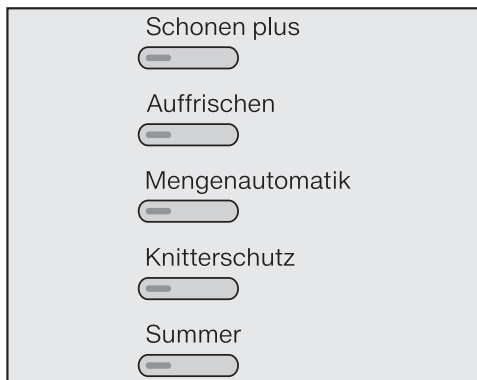 Schonen plus
Auffrischen
Mengenautomatik
Knitterschutz
Summer